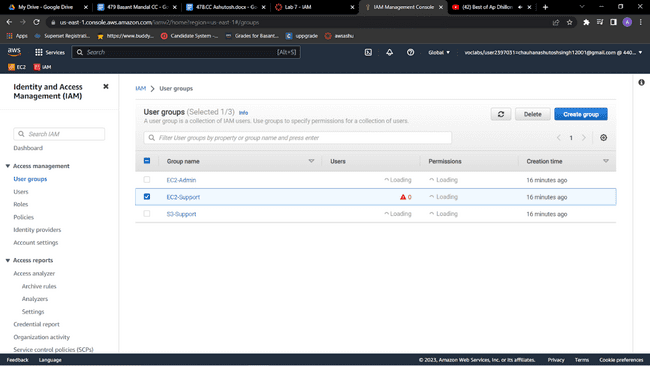 My Drive - Google Drive
479 Basant Mandal CC - Go
478.CC Ashutosh.docx - Go
Lab 7 - IAM
IAM Management Console
(42) Best of Ap Dhillon
us-east-1.console.aws.amazon.com/iamv2/home?region=us-east-1#/groups
Apps
Superset Registrati...
https://www.buddy...
Candidate System -...
Grades for Basant...
uppgrade
awsashu
aws
Services
Search
[Alt+S]
Global
EC2
IAM
Identity and Access
Management (IAM)
Search IAM
Dashboard
Access management
User groups
Users
Roles
Policies
Identity providers
Account settings
Access reports
Access analyzer
Archive rules
Analyzers
Settings
Credential report
Organization activity
Service control policies (SCPs)
IAM > User groups
User groups (Selected 1/3) Info
A user group is a collection of IAM users. Use groups to specify permissions for a collection of users.
Delete
Create group
Filter User groups by property or group name and press enter
1
Group name Users Permissions Creation time
EC2-Admin Loading Loading 16 minutes ago
EC2-Support 0 Loading 16 minutes ago
S3-Support Loading Loading 16 minutes ago
Feedback Language © 2023, Amazon Web Services, Inc. or its affiliates. Privacy Terms Cookie preferences